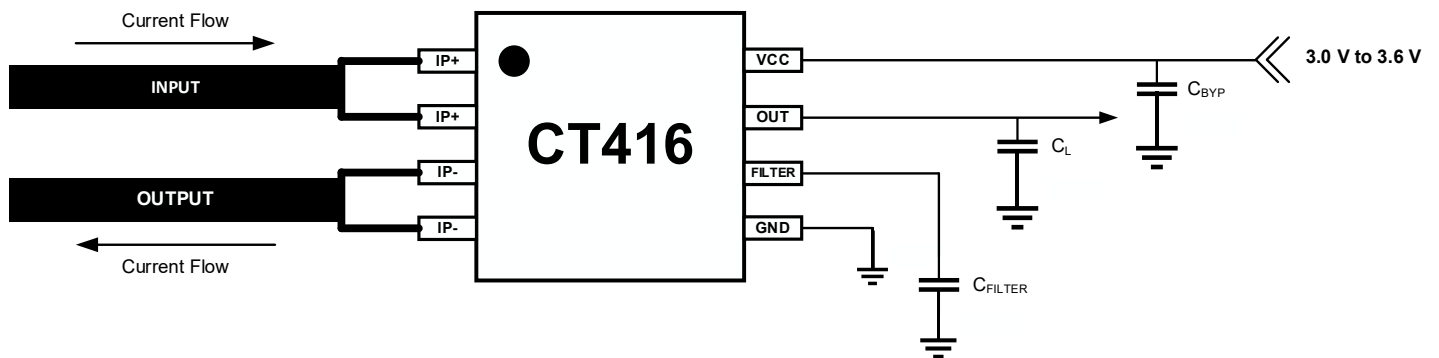 Current Flow
INPUT
OUTPUT
Current Flow
IP+
IP+
IP-
IP-
CT416
VCC
OUT
FILTER
GND
3.0 V to 3.6 V
CBYP
CL
CFILTER